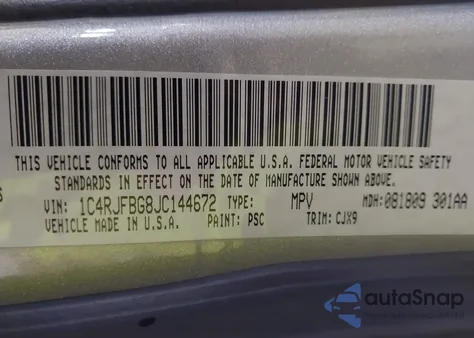 THIS VEHICLE CONFORMS TO ALL APPLICABLE U.S.A. FEDERAL MOTOR VEHICLE SAFETY
STANDARDS IN EFFECT ON THE DATE OF MANUFACTURE SHOWN ABOVE.
VIN: 1C4RJFBG8JC144672 TYPE: MPV MDH: 081809 301AA
VEHICLE MADE IN U.S.A. PAINT: PSC TRIM: CJX9
S
autoSnap